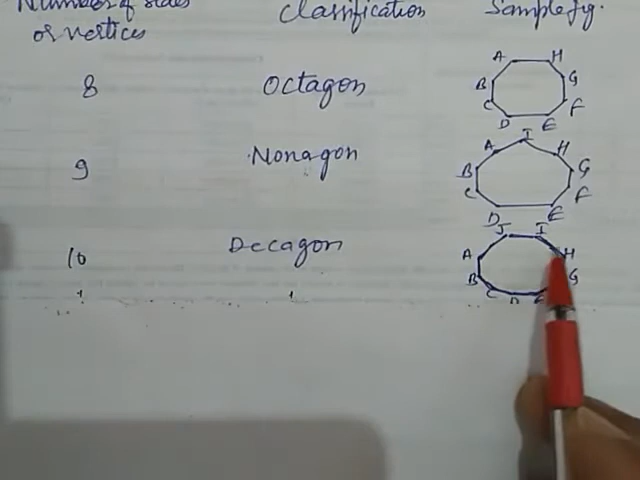 Number of sides Classification Sample fig.
or vertices
8 Octagon A H B G C F D E
9 Nonagon I A H B G C F D E
10 Decagon J I A H B G C D E